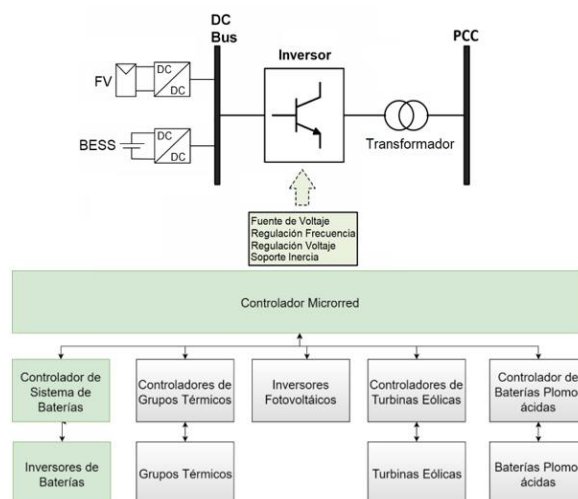 DC
Bus
PCC
Inversor
FV
DC
DC
BESS
DC
DC
Transformador
Fuente de Voltaje
Regulación Frecuencia
Regulación Voltaje
Soporte Inercia
Controlador Microrred
Controlador de
Sistema de
Baterías
Controladores de
Grupos Térmicos
Inversores
Fotovoltáicos
Controladores de
Turbinas Eólicas
Controlador de
Baterías Plomo
ácidas
Inversores de
Baterías
Grupos Térmicos
Turbinas Eólicas
Baterías Plomo
ácidas